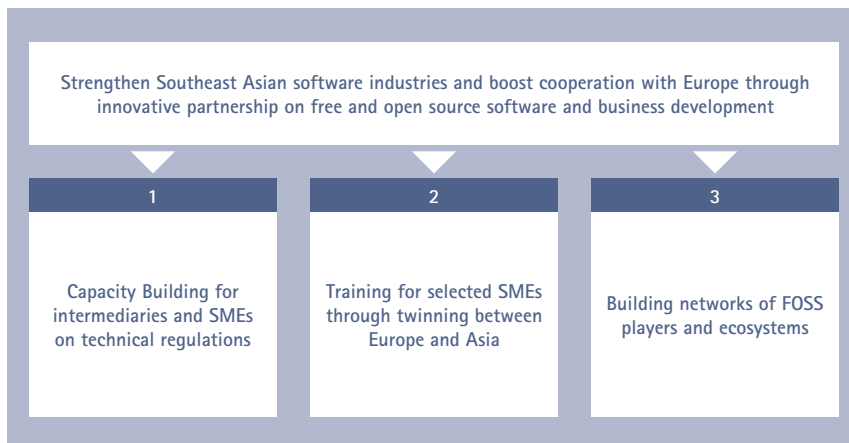 Strengthen Southeast Asian software industries and boost cooperation with Europe through
innovative partnership on free and open source software and business development
1
Capacity Building for
intermediaries and SMEs
on technical regulations
2
Training for selected SMEs
through twinning between
Europe and Asia
3
Building networks of FOSS
players and ecosystems